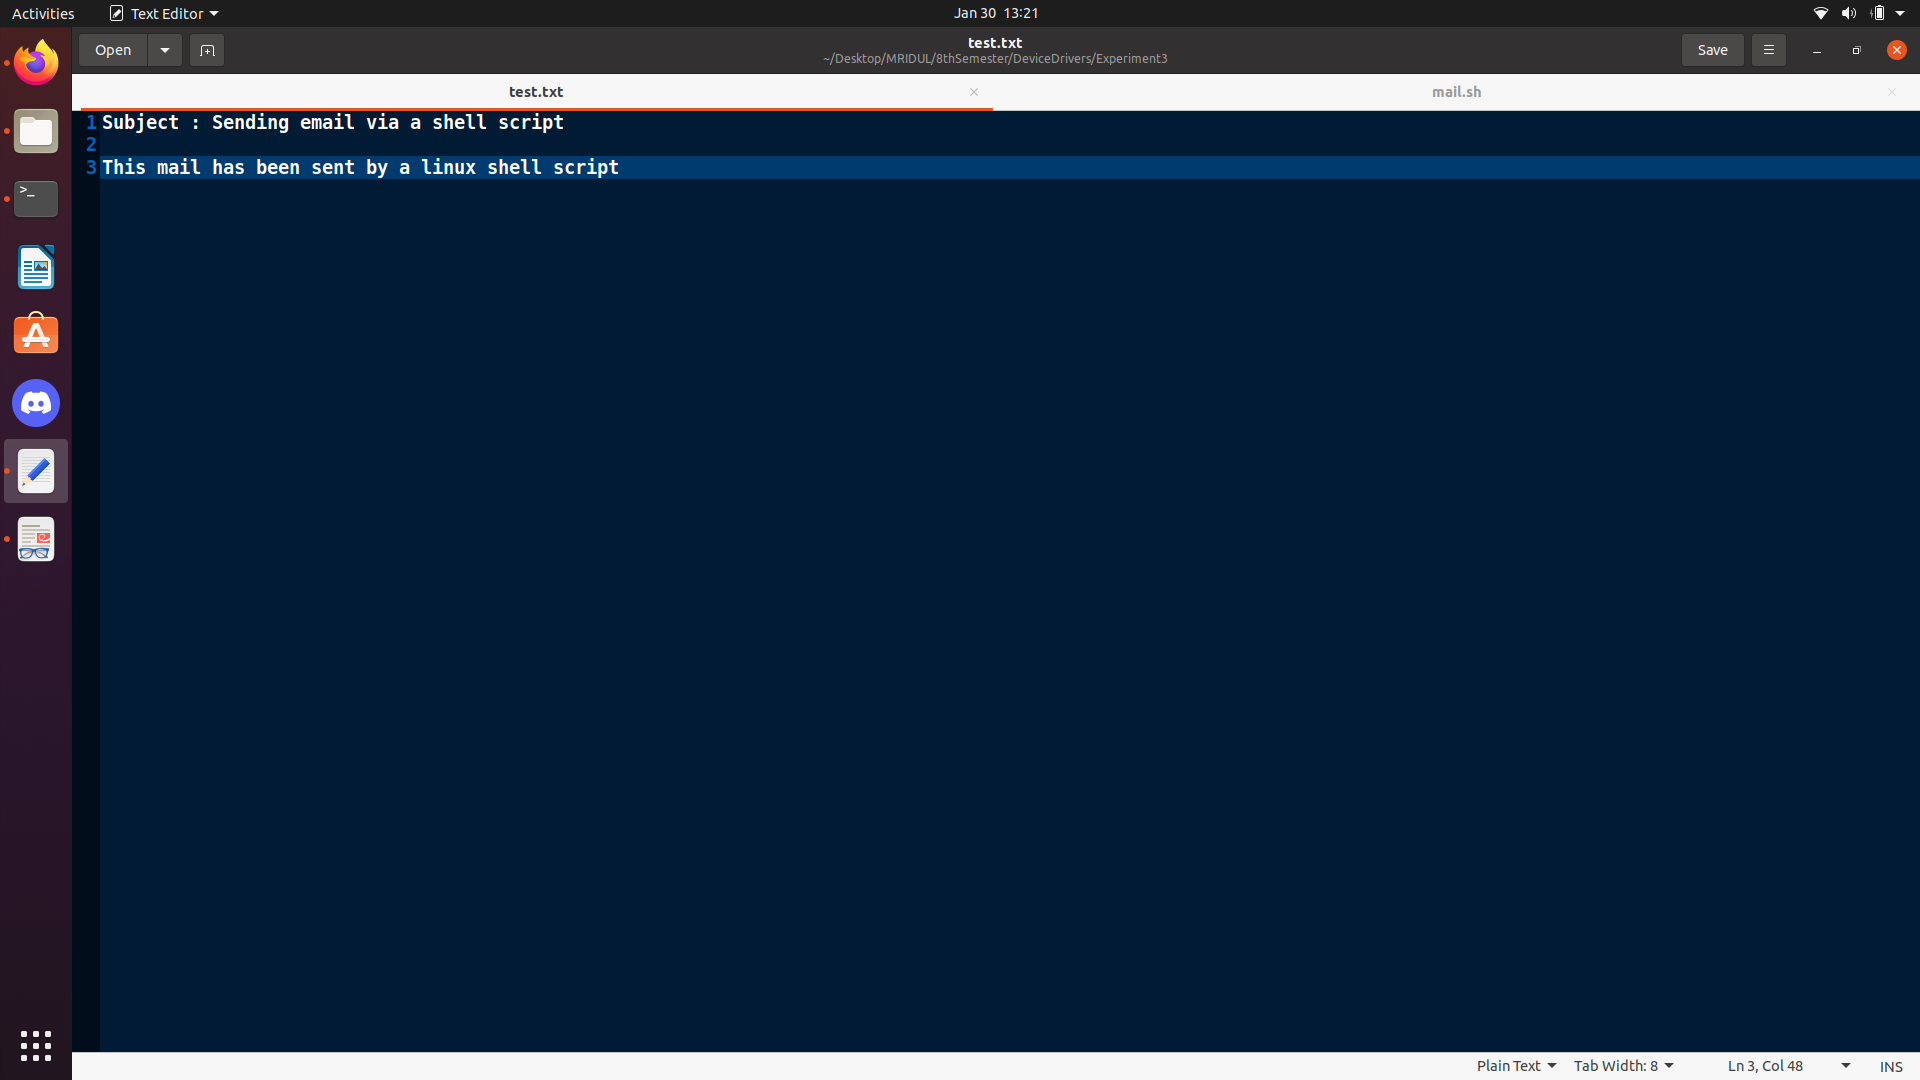 Activities
Text Editor
Jan 30 13:21
Open
test.txt
~/Desktop/MRIDUL/8thSemester/DeviceDrivers/Experiment3
Save
test.txt
mail.sh
1 Subject : Sending email via a shell script
2
3 This mail has been sent by a linux shell script
Plain Text
Tab Width: 8
Ln 3, Col 48
INS